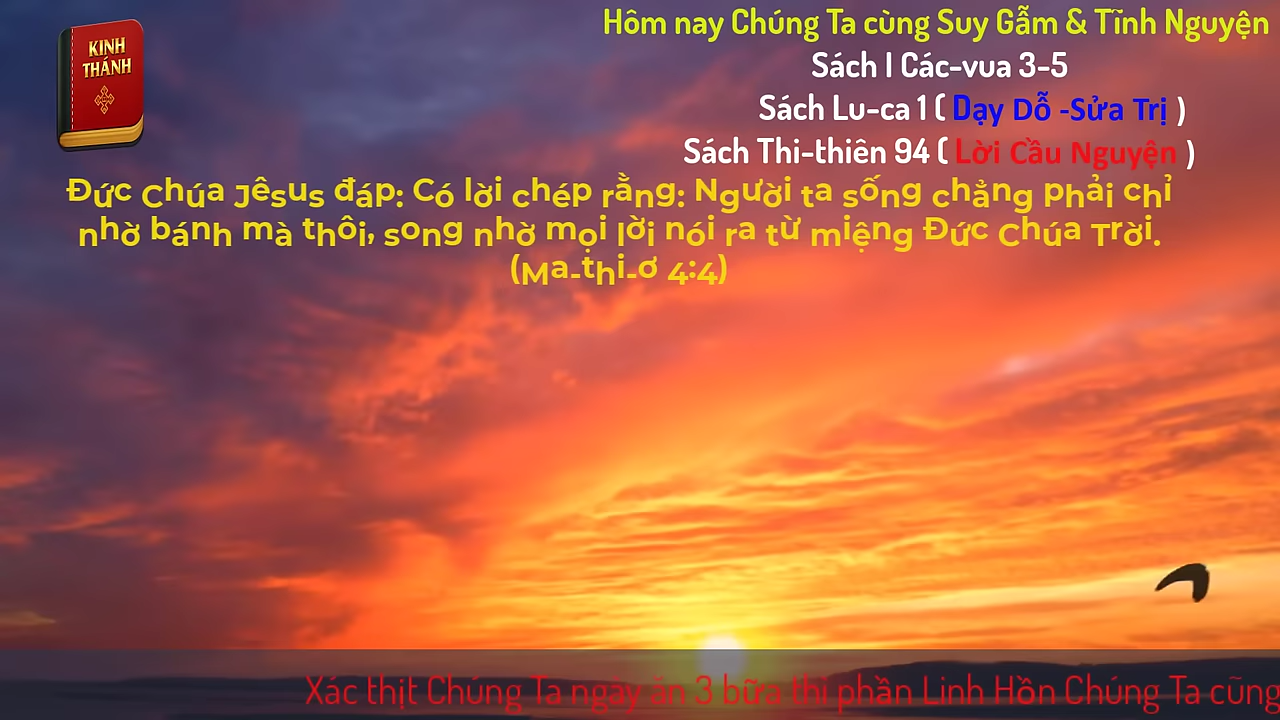 KINH
THÁNH
Hôm nay Chúng Ta cùng Suy Gẫm & Tĩnh Nguyện
Sách I Các-vua 3-5
Sách Lu-ca 1 ( Dạy Dỗ -Sửa Trị )
Sách Thi-thiên 94 ( Lời Cầu Nguyện )
Đức Chúa Jêsus đáp: Có lời chép rằng: Người ta sống chẳng phải chỉ
nhờ bánh mà thôi, song nhờ mọi lời nói ra từ miệng Đức Chúa Trời.
(Ma-thi-ơ 4:4)
Xác thịt Chúng Ta ngày ăn 3 bữa thì phần Linh Hồn Chúng Ta cũng